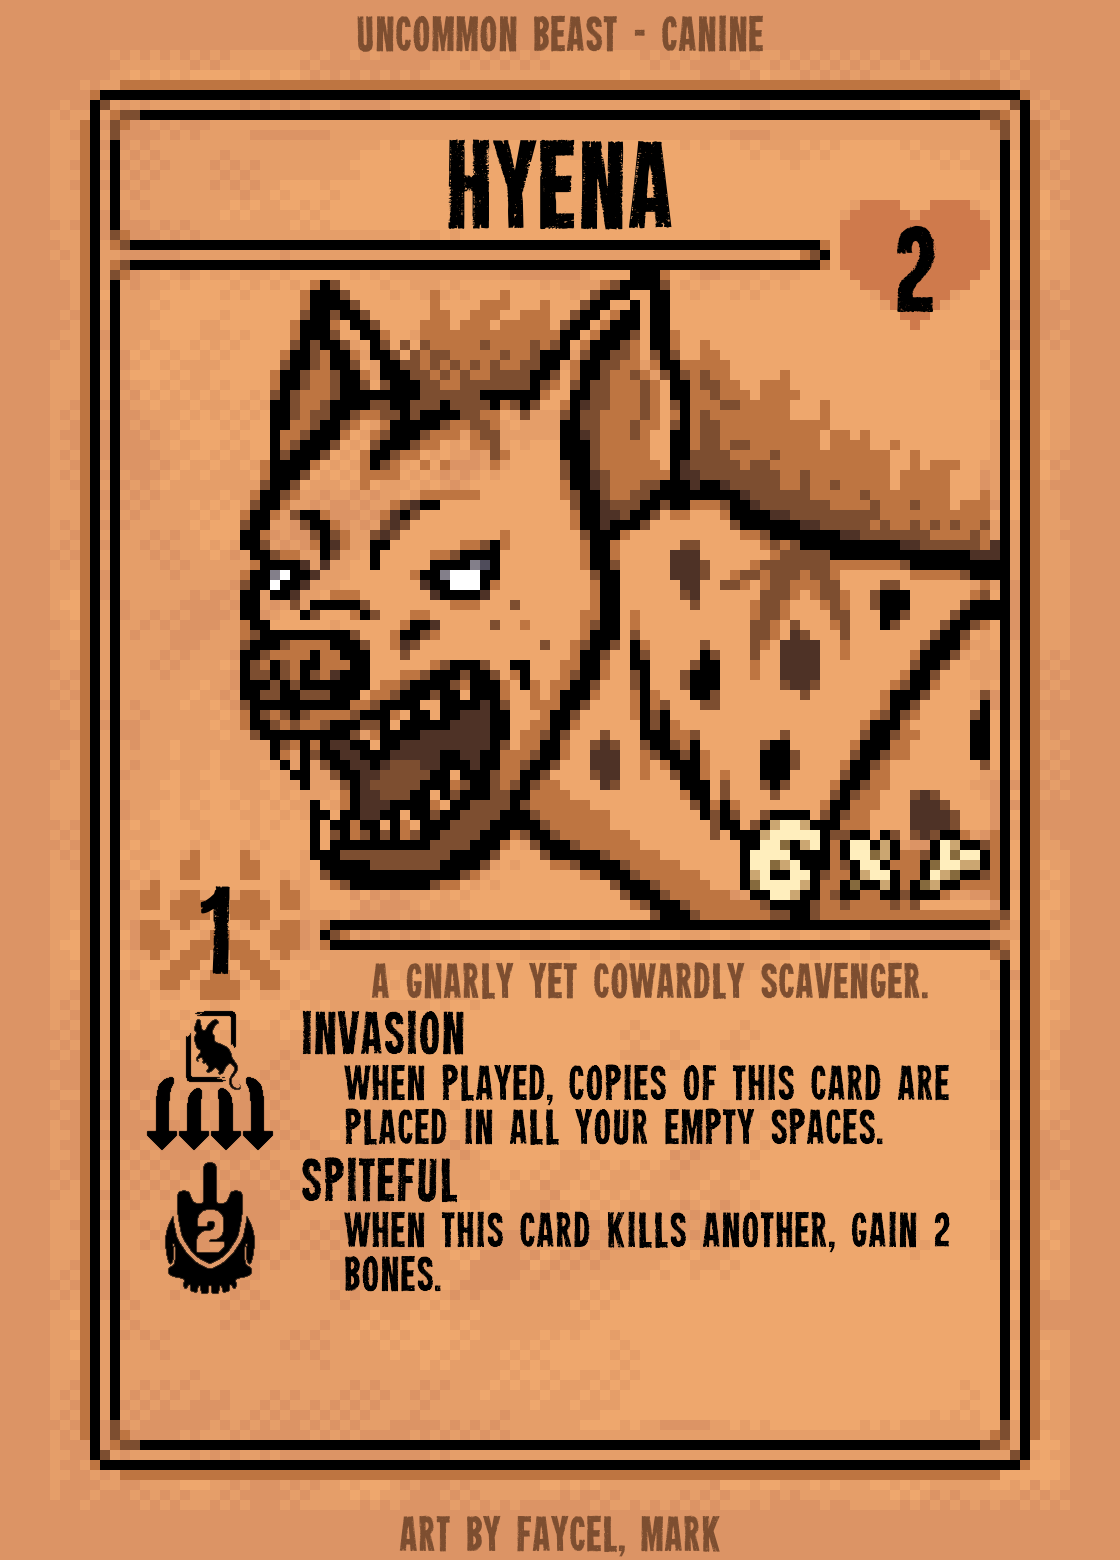 UNCOMMON BEAST - CANINE
HYENA
2
6 X
1
A GNARLY YET COWARDLY SCAVENGER.
INVASION
WHEN PLAYED, COPIES OF THIS CARD ARE
PLACED IN ALL YOUR EMPTY SPACES.
SPITEFUL
2
WHEN THIS CARD KILLS ANOTHER, GAIN 2
BONES.
ART BY FAYCEL, MARK